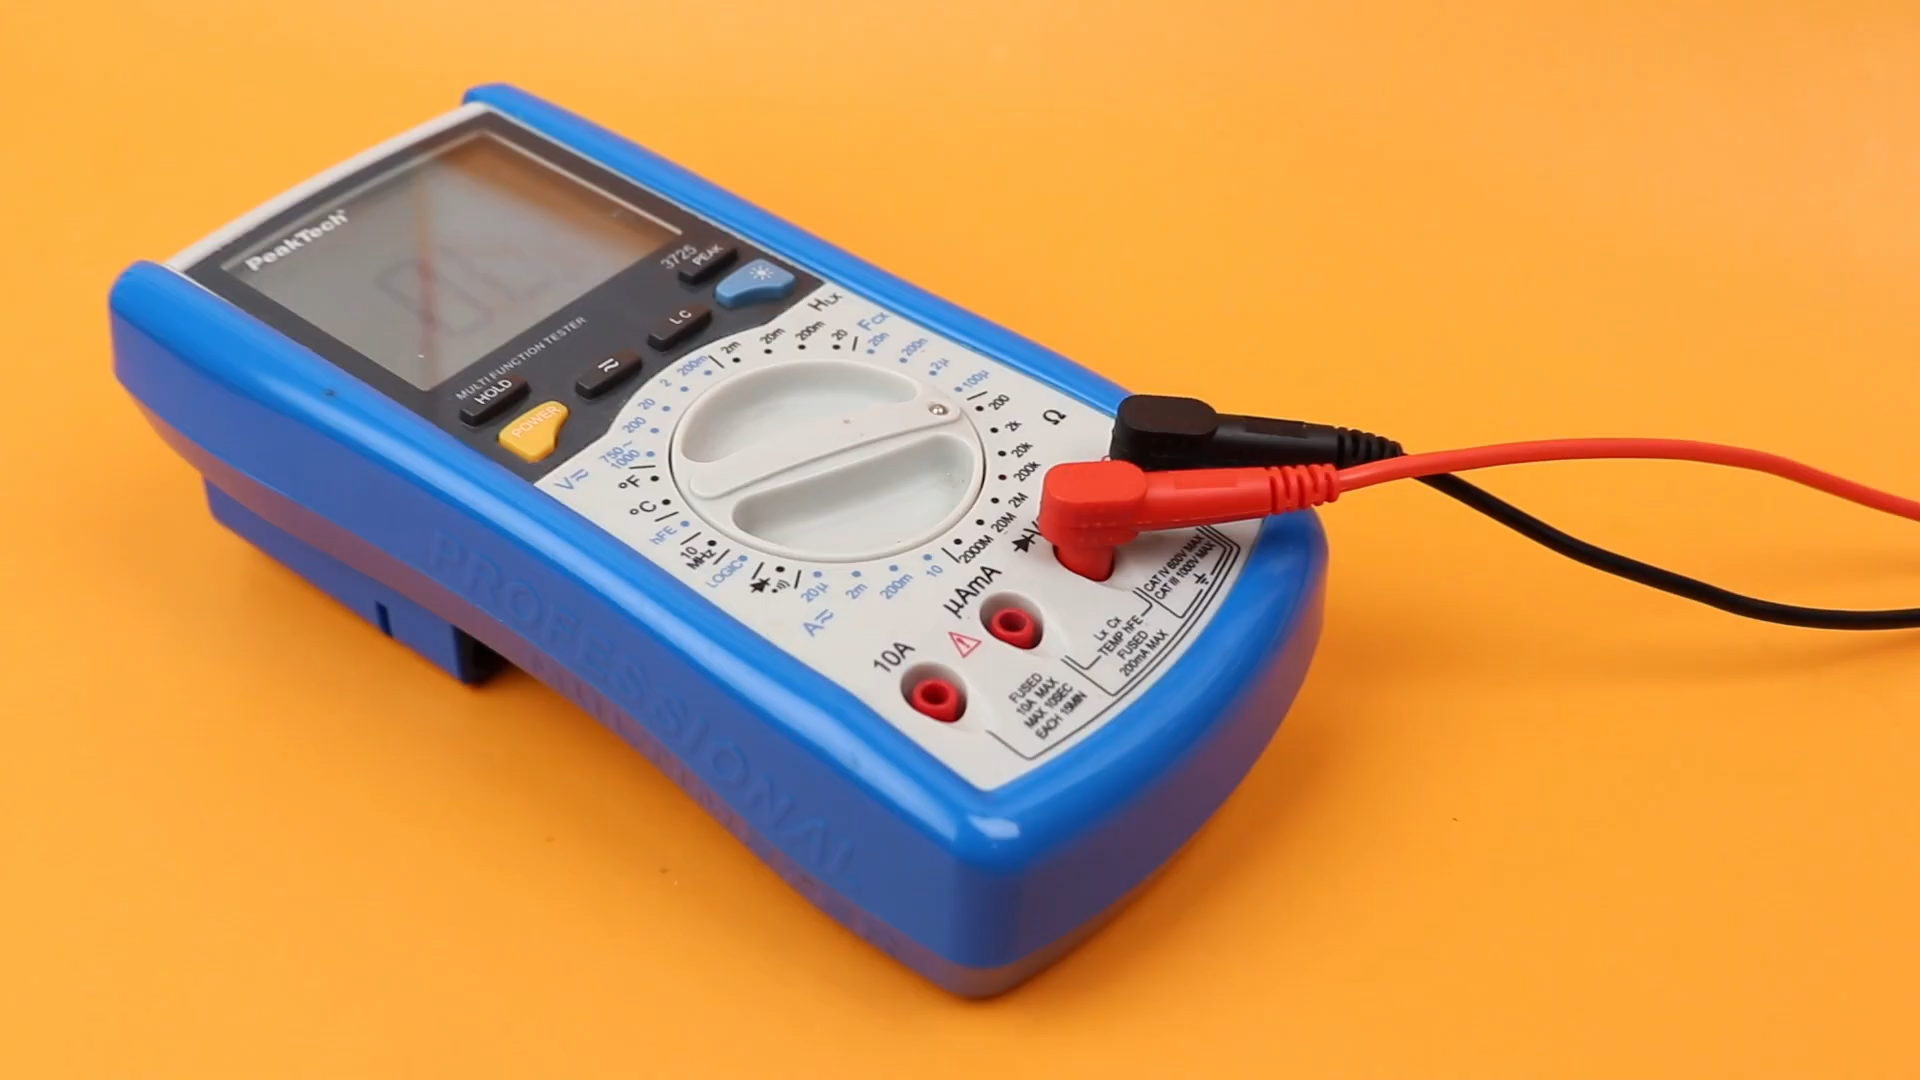 PeakTech®
3725
PEAK
MULTI FUNCTION TESTER
LC
HOLD
POWER
HLX
2m
20m
200m
20
FCX
20n
200n
2µ
100µ
Ω
200
2k
20k
200k
2M
20M
2000M
V≂
200m
2
20
200
750~
1000
°F
°C
hFE
10
MHz
LOGIC
A≂
20µ
2m
200m
10
µAmA
10A
CAT IV 600V MAX
CAT III 1000V MAX
Lx Cx
TEMP hFE
FUSED
200mA MAX
FUSED
10A MAX
MAX 10SEC
EACH 15MIN
PROFESSIONAL